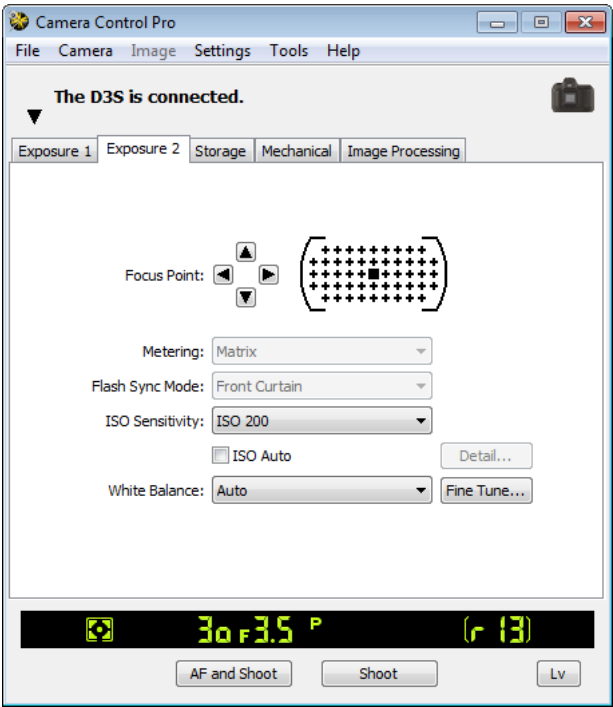 Camera Control Pro
File Camera Image Settings Tools Help
The D3S is connected.
Exposure 1 Exposure 2 Storage Mechanical Image Processing
Focus Point:
Metering: Matrix
Flash Sync Mode: Front Curtain
ISO Sensitivity: ISO 200
ISO Auto Detail...
White Balance: Auto Fine Tune...
30 F3.5 P (r 13)
AF and Shoot Shoot Lv